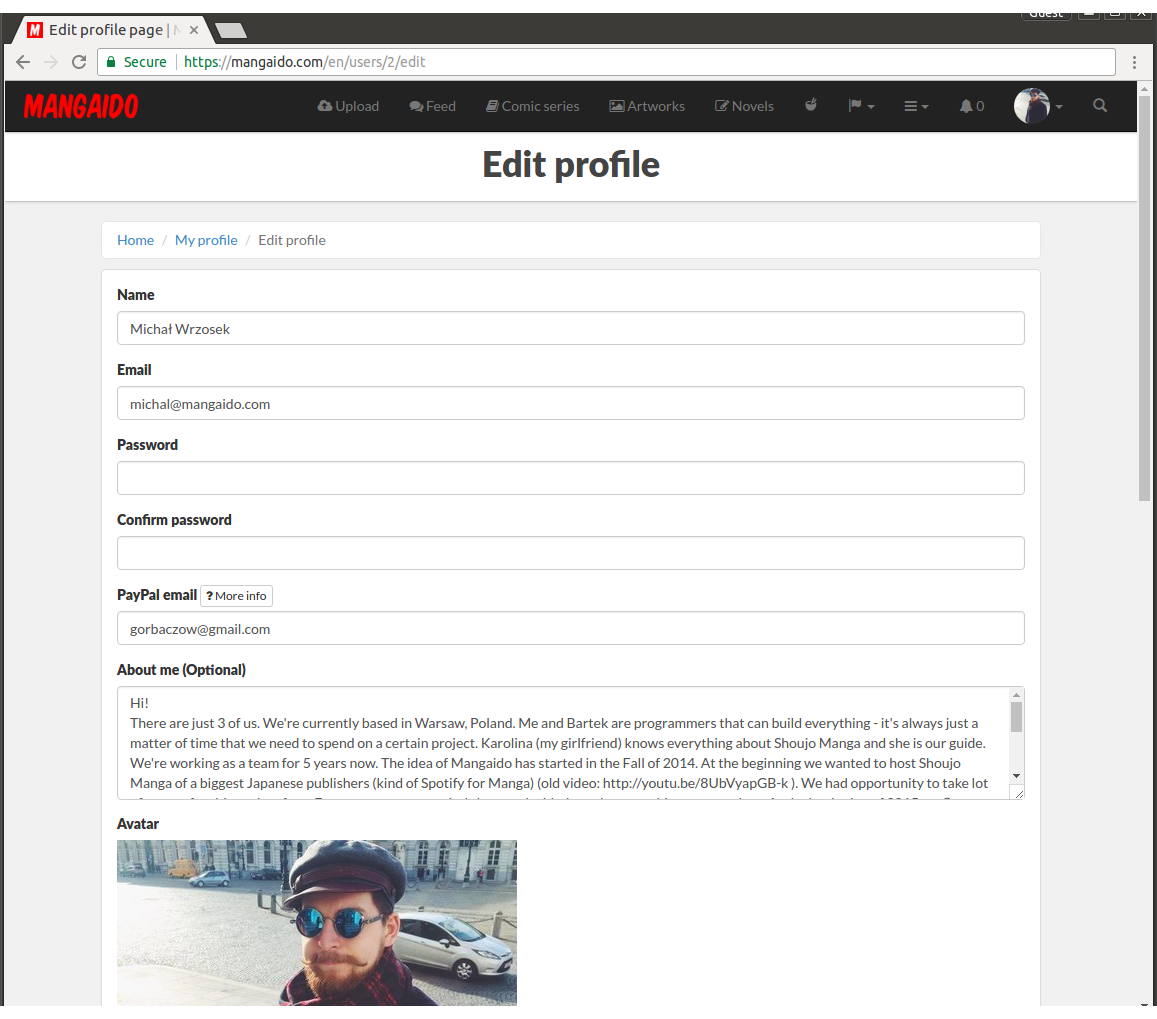 Guest
Edit profile page |
Secure https://mangaido.com/en/users/2/edit
MANGAIDO Upload Feed Comic series Artworks Novels 0
Edit profile
Home / My profile / Edit profile
Name
Michał Wrzosek
Email
michal@mangaido.com
Password
Confirm password
PayPal email ? More info
gorbaczow@gmail.com
About me (Optional)
Hi!
There are just 3 of us. We're currently based in Warsaw, Poland. Me and Bartek are programmers that can build everything - it's always just a
matter of time that we need to spend on a certain project. Karolina (my girlfriend) knows everything about Shoujo Manga and she is our guide.
We're working as a team for 5 years now. The idea of Mangaido has started in the Fall of 2014. At the beginning we wanted to host Shoujo
Manga of a biggest Japanese publishers (kind of Spotify for Manga) (old video: http://youtu.be/8UbVyapGB-k ). We had opportunity to take lot
Avatar